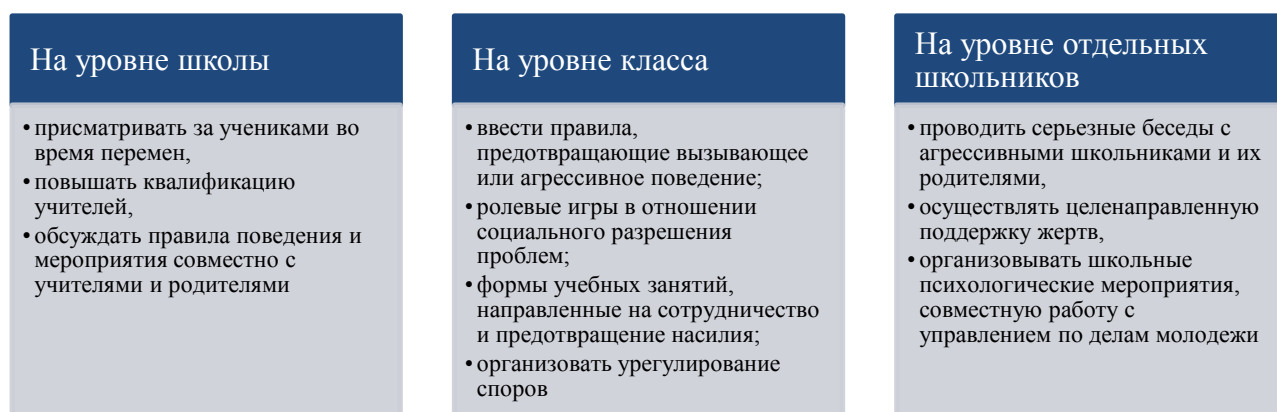 На уровне школы
• присматривать за учениками во
время перемен,
• повышать квалификацию
учителей,
• обсуждать правила поведения и
мероприятия совместно с
учителями и родителями
На уровне класса
• ввести правила,
предотвращающие вызывающее
или агрессивное поведение;
• ролевые игры в отношении
социального разрешения
проблем;
• формы учебных занятий,
направленные на сотрудничество
и предотвращение насилия;
• организовать урегулирование
споров
На уровне отдельных
школьников
• проводить серьезные беседы с
агрессивными школьниками и их
родителями,
• осуществлять целенаправленную
поддержку жертв,
• организовывать школьные
психологические мероприятия,
совместную работу с
управлением по делам молодежи